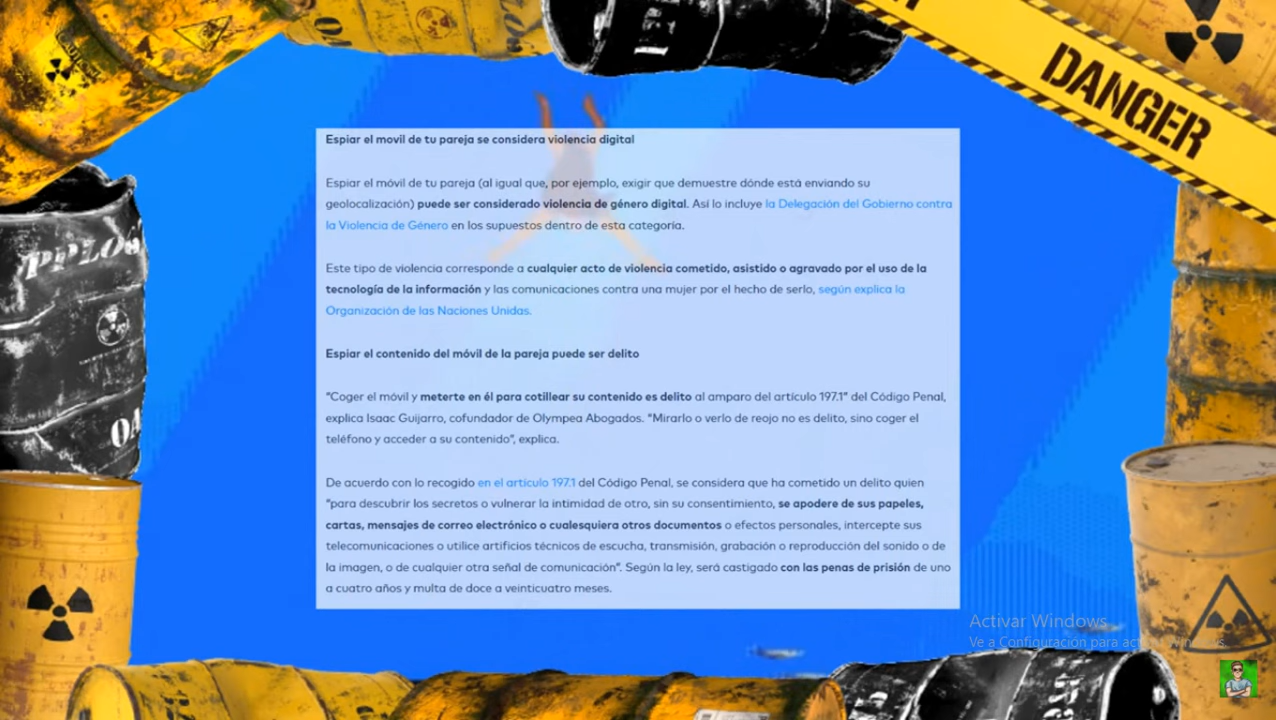 DANGER
Espiar el movil de tu pareja se considera violencia digital
Espiar el móvil de tu pareja (al igual que, por ejemplo, exigir que demuestre dónde está enviando su
geolocalización) puede ser considerado violencia de género digital. Así lo incluye la Delegación del Gobierno contra
la Violencia de Género en los supuestos dentro de esta categoría.
Este tipo de violencia corresponde a cualquier acto de violencia cometido, asistido o agravado por el uso de la
tecnología de la información y las comunicaciones contra una mujer por el hecho de serlo, según explica la
Organización de las Naciones Unidas.
Espiar el contenido del móvil de la pareja puede ser delito
"Coger el móvil y meterte en él para cotillear su contenido es delito al amparo del artículo 197.1" del Código Penal,
explica Isaac Guijarro, cofundador de Olympea Abogados. "Mirarlo o verlo de reojo no es delito, sino coger el
teléfono y acceder a su contenido", explica.
De acuerdo con lo recogido en el artículo 197.1 del Código Penal, se considera que ha cometido un delito quien
"para descubrir los secretos o vulnerar la intimidad de otro, sin su consentimiento, se apodere de sus papeles,
cartas, mensajes de correo electrónico o cualesquiera otros documentos o efectos personales, intercepte sus
telecomunicaciones o utilice artificios técnicos de escucha, transmisión, grabación o reproducción del sonido o de
la imagen, o de cualquier otra señal de comunicación". Según la ley, será castigado con las penas de prisión de uno
a cuatro años y multa de doce a veinticuatro meses.
Activar Windows
Ve a Configuración para activar Windows